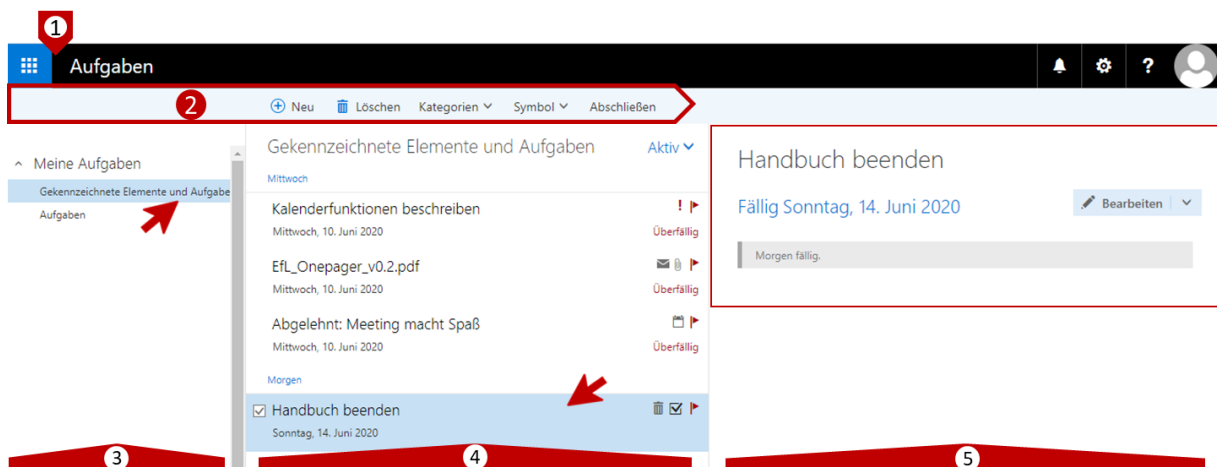 1
Aufgaben
?
2
Neu Löschen Kategorien Symbol Abschließen
Meine Aufgaben
Gekennzeichnete Elemente und Aufgabe
Aufgaben
Gekennzeichnete Elemente und Aufgaben Aktiv
Mittwoch
Kalenderfunktionen beschreiben !
Mittwoch, 10. Juni 2020 Überfällig
EfL_Onepager_v0.2.pdf
Mittwoch, 10. Juni 2020 Überfällig
Abgelehnt: Meeting macht Spaß
Mittwoch, 10. Juni 2020 Überfällig
Morgen
Handbuch beenden
Sonntag, 14. Juni 2020
Handbuch beenden
Fällig Sonntag, 14. Juni 2020 Bearbeiten
Morgen fällig.
3 4 5